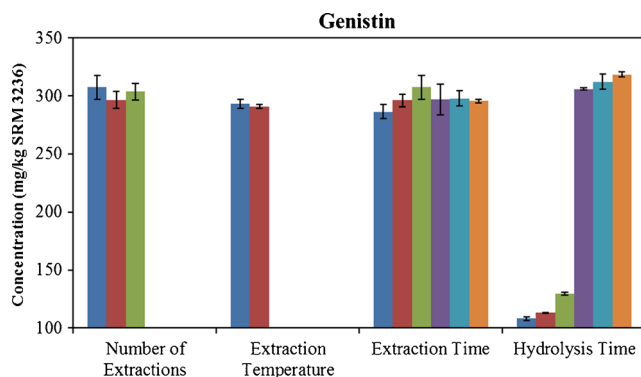 Genistin
Concentration (mg/kg SRM 3236)
350
300
250
200
150
100
Number of
Extractions
Extraction
Temperature
Extraction Time
Hydrolysis Time